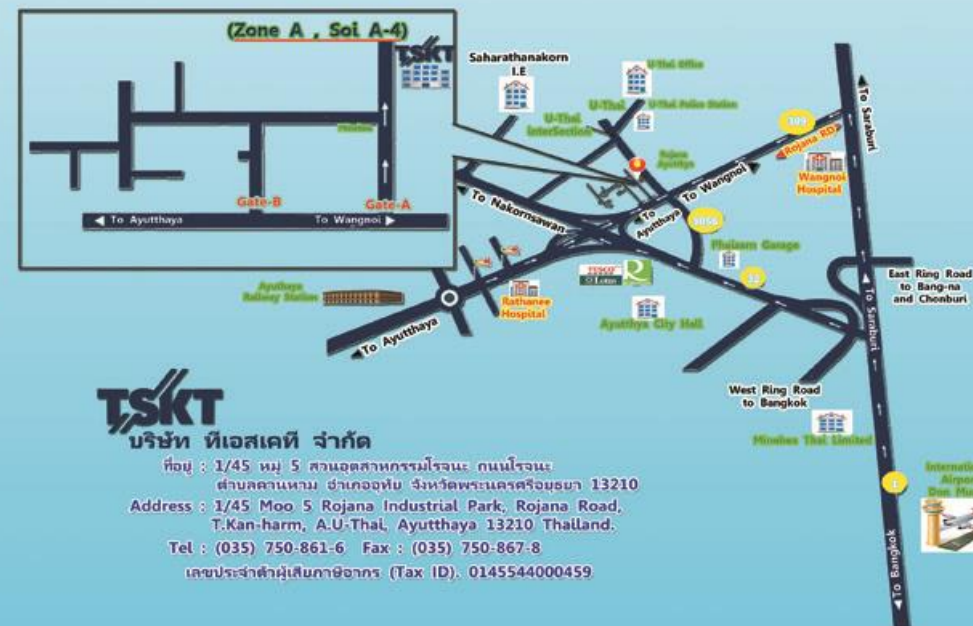 (Zone A , Soi A-4)
TSKT
Gate-B
Gate-A
To Ayutthaya
To Wangnoi
Saharathanakorn
I.E
U-Thai Office
U-Thai
U-Thai Police Station
U-Thai
InterSection
Rojana
Ayutthya
309
Rojana RD
To Saraburi
Wangnoi
Hospital
To Wangnoi
To
Ayutthaya
To Nakornsawan
3056
Garage
32
TESCO
Lotus
Ayutthya City Hall
East Ring Road
to Bang-na
and Chonburi
To Saraburi
Ayuthaya
Railway Station
Rathanee
Hospital
To Ayutthaya
West Ring Road
to Bangkok
Minebea Thai Limited
1
Internatio
Airpor
Don Mu
To Bangkok
TSKT
บริษัท ทีเอสเคที จำกัด
ที่อยู่ : 1/45 หมู่ 5 สวนอุตสาหกรรมโรจนะ ถนนโรจนะ
ตำบลคานหาม อำเภออุทัย จังหวัดพระนครศรีอยุธยา 13210
Address : 1/45 Moo 5 Rojana Industrial Park, Rojana Road,
T.Kan-harm, A.U-Thai, Ayutthaya 13210 Thailand.
Tel : (035) 750-861-6 Fax : (035) 750-867-8
เลขประจำตัวผู้เสียภาษีอากร (Tax ID). 0145544000459